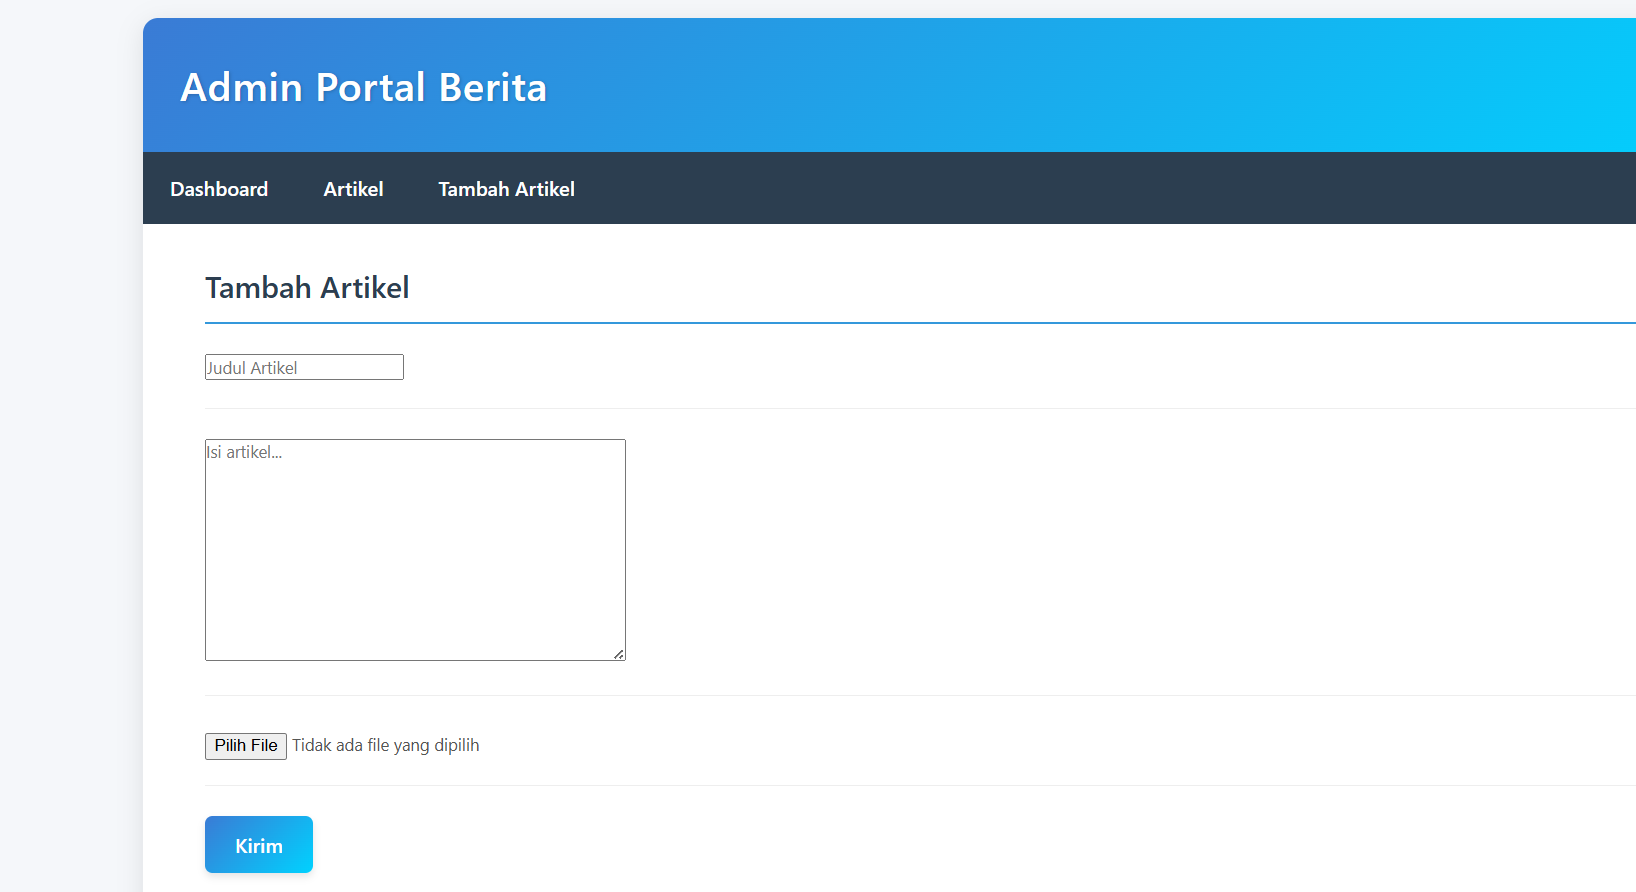 Admin Portal Berita
Dashboard Artikel Tambah Artikel
Tambah Artikel
Judul Artikel
Isi artikel...
Pilih File Tidak ada file yang dipilih
Kirim